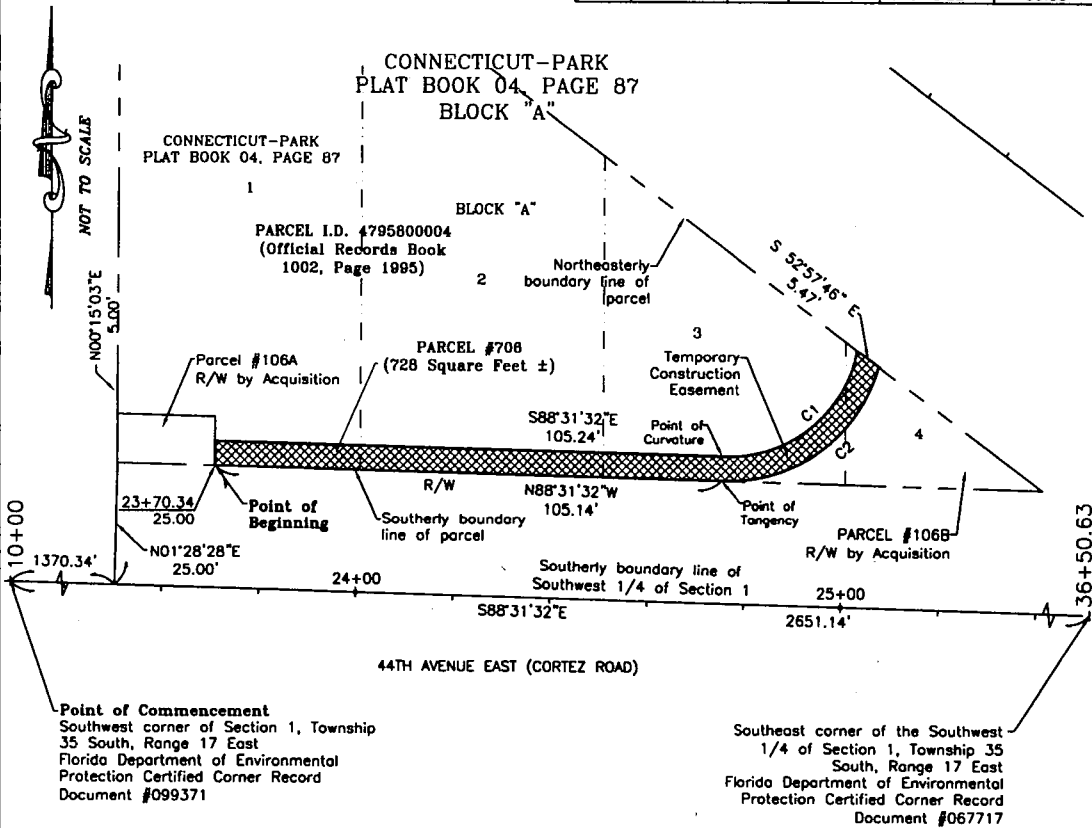 CONNECTICUT-PARK
PLAT BOOK 04, PAGE 87
BLOCK "A"
CONNECTICUT-PARK
PLAT BOOK 04, PAGE 87
NOT TO SCALE
1
BLOCK "A"
PARCEL I.D. 4795800004
(Official Records Book
1002, Page 1995)
2
Northeasterly
boundary line of
parcel
S 52°57'46" E
5.47'
N00°15'03"E
5.00'
3
Parcel #106A
R/W by Acquisition
PARCEL #706
(728 Square Feet ±)
Temporary
Construction
Easement
S88°31'32"E
105.24'
Point of
Curvature
C1
C2
4
R/W
N88°31'32"W
105.14'
23+70.34
25.00
Point of
Beginning
Southerly boundary
line of parcel
Point of
Tangency
PARCEL #106B
R/W by Acquisition
10+00
1370.34'
N01°28'28"E
25.00'
24+00
Southerly boundary line of
Southwest 1/4 of Section 1
25+00
36+50.63
S88°31'32"E
2651.14'
44TH AVENUE EAST (CORTEZ ROAD)
Point of Commencement
Southwest corner of Section 1, Township
35 South, Range 17 East
Florida Department of Environmental
Protection Certified Corner Record
Document #099371
Southeast corner of the Southwest
1/4 of Section 1, Township 35
South, Range 17 East
Florida Department of Environmental
Protection Certified Corner Record
Document #067717